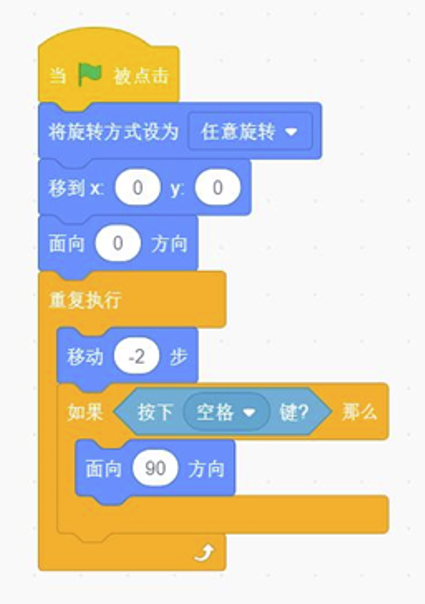 当 被点击
将旋转方式设为 任意旋转
移到 x: 0 y: 0
面向 0 方向
重复执行
移动 -2 步
如果 按下 空格 键? 那么
面向 90 方向